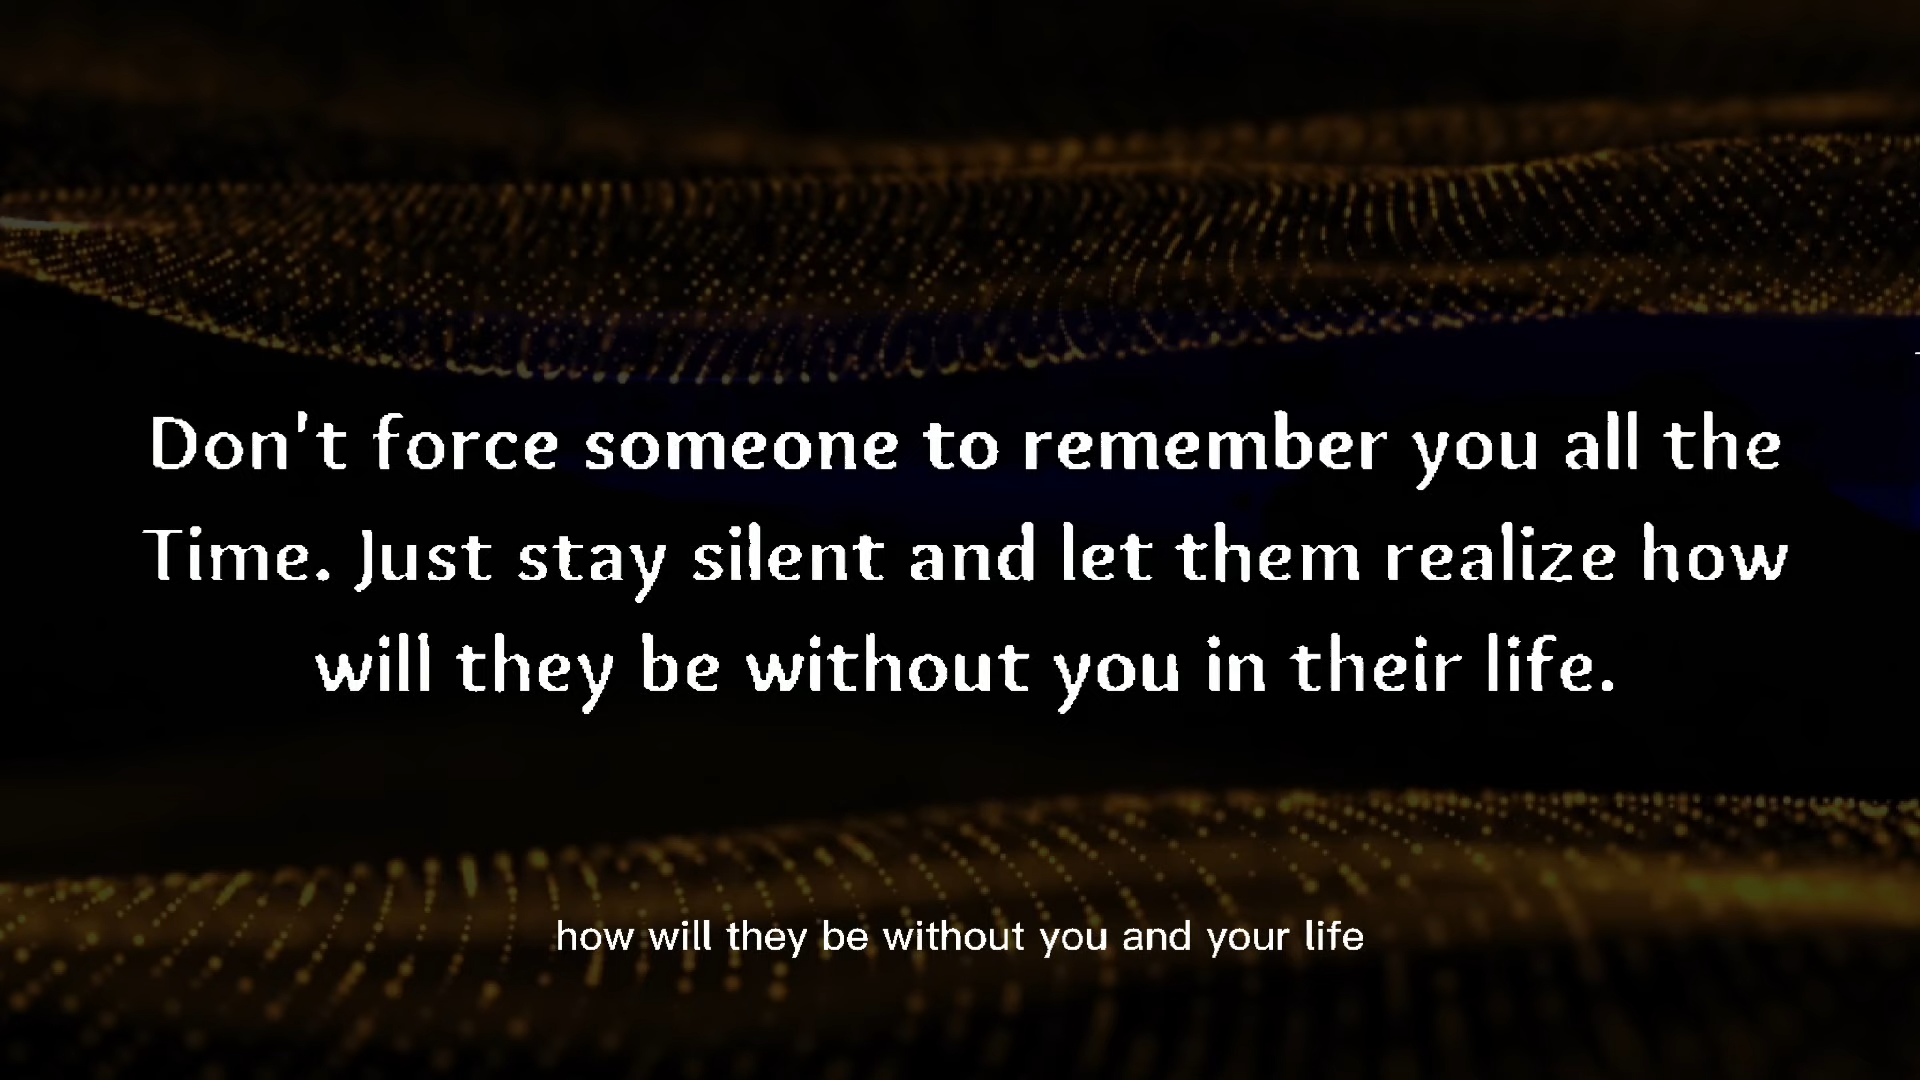 Don't force someone to remember you all the
Time. Just stay silent and let them realize how
will they be without you in their life.
how will they be without you and your life